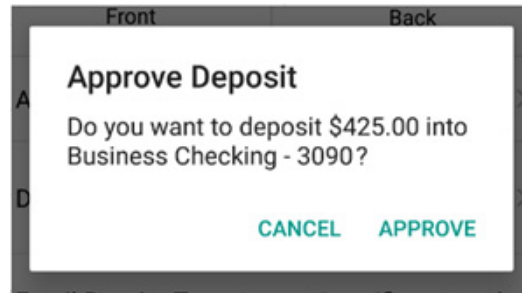 Front Back
Approve Deposit
Do you want to deposit $425.00 into
Business Checking - 3090?
CANCEL APPROVE